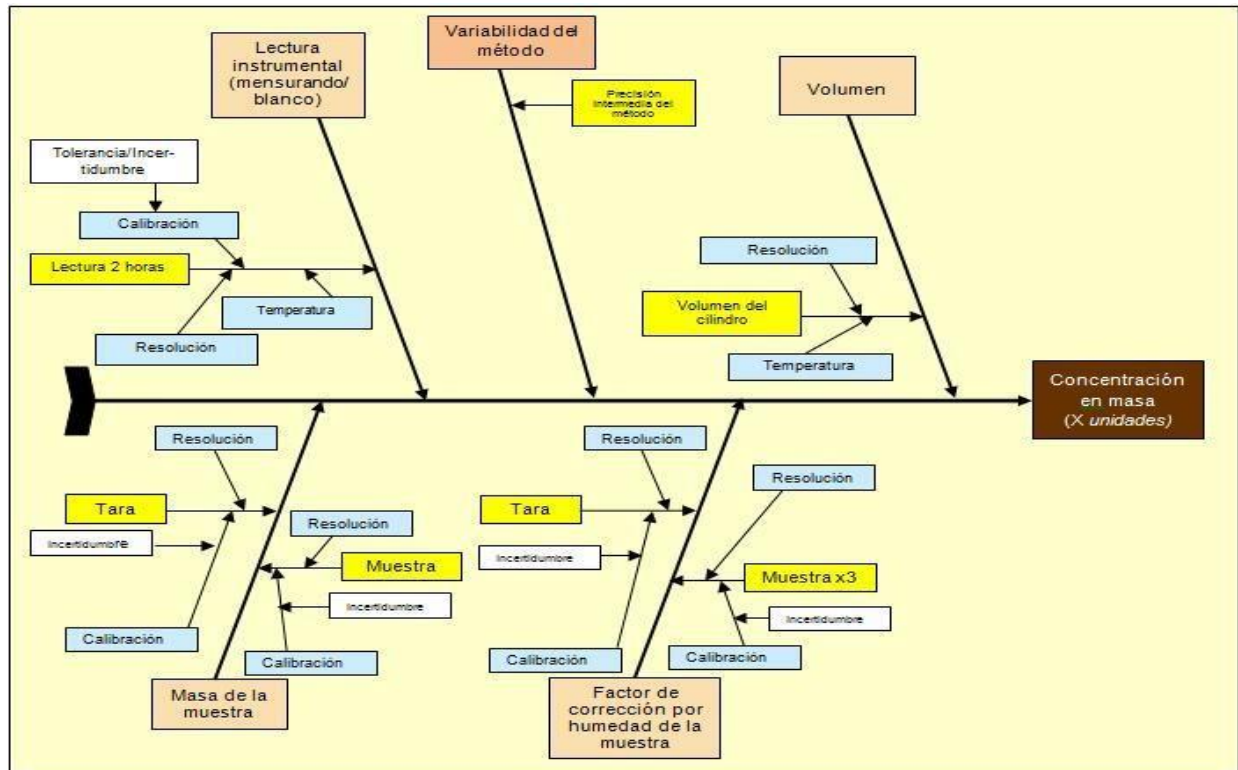 Lectura
instrumental
(mensurando/
blanco)
Variabilidad del
método
Volumen
Precisión
intermedia del
método
Tolerancia/Incer-
tidumbre
Calibración
Lectura 2 horas
Temperatura
Resolución
Resolución
Volumen del
cilindro
Temperatura
Concentración
en masa
(X unidades)
Resolución
Tara
Incertidumbre
Calibración
Resolución
Muestra
Incertidumbre
Calibración
Masa de la
muestra
Resolución
Tara
Incertidumbre
Calibración
Resolución
Muestra x3
Incertidumbre
Calibración
Factor de
corrección por
humedad de la
muestra